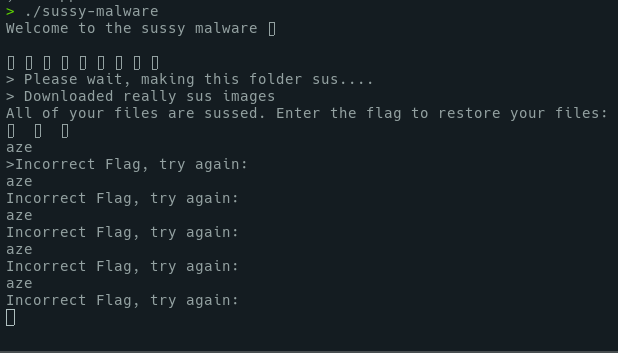 > ./sussy-malware
Welcome to the sussy malware
> Please wait, making this folder sus....
> Downloaded really sus images
All of your files are sussed. Enter the flag to restore your files:
aze
>Incorrect Flag, try again:
aze
Incorrect Flag, try again:
aze
Incorrect Flag, try again:
aze
Incorrect Flag, try again:
aze
Incorrect Flag, try again: